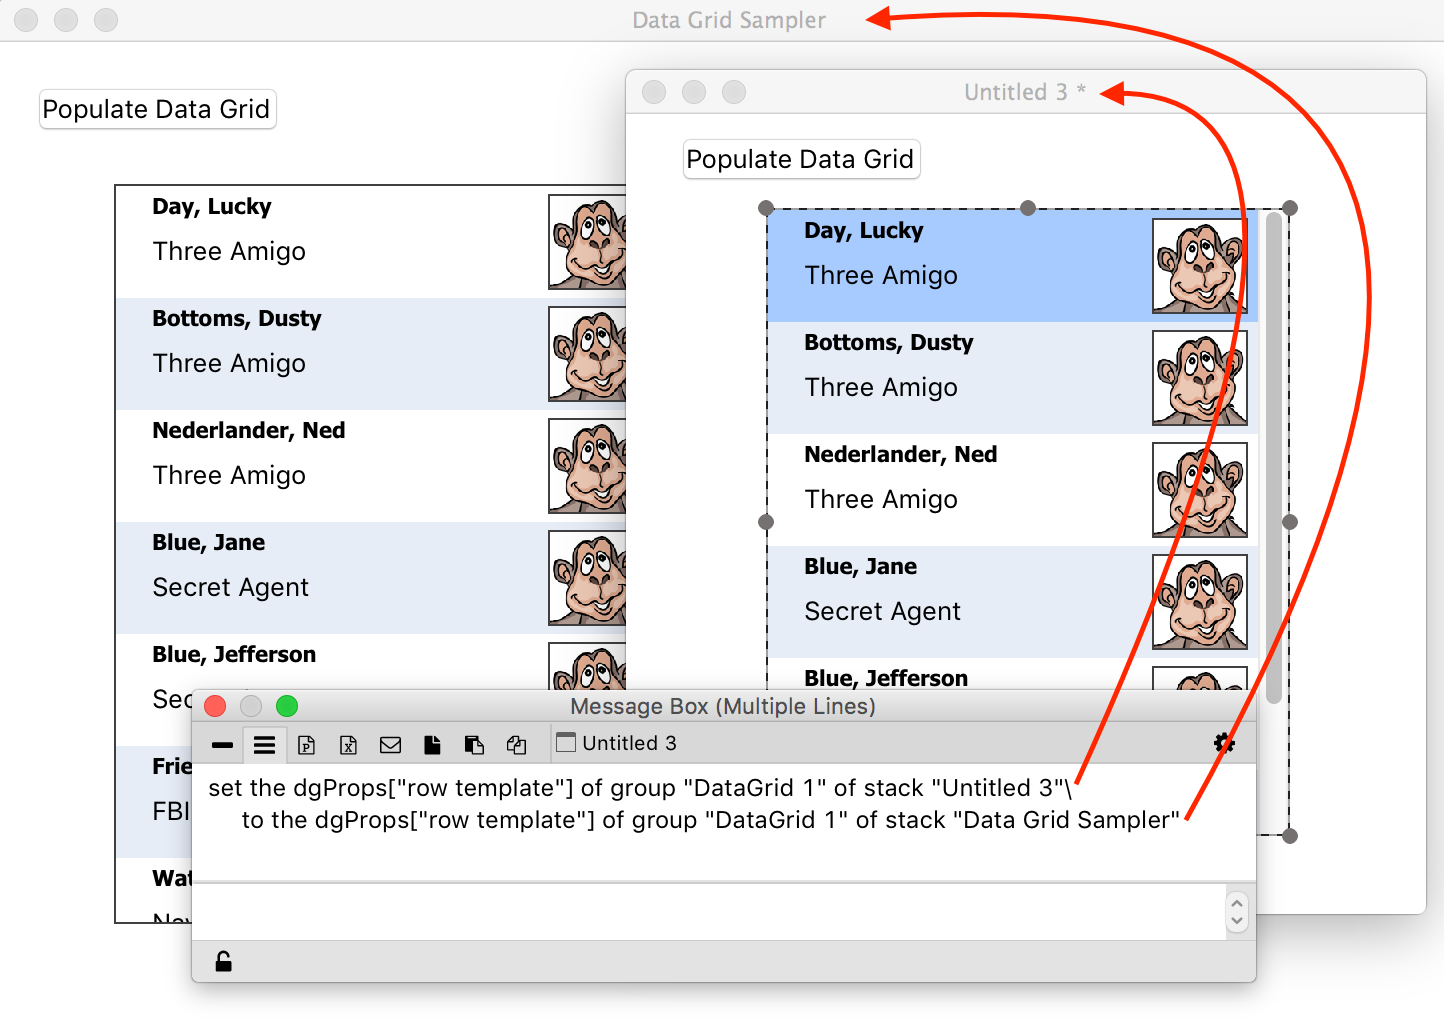 Data Grid Sampler
Populate Data Grid
Day, Lucky
Three Amigo
Bottoms, Dusty
Three Amigo
Nederlander, Ned
Three Amigo
Blue, Jane
Secret Agent
Blue, Jefferson
Sec
Frie
FBI
Wat
Nav
Untitled 3 *
Populate Data Grid
Day, Lucky
Three Amigo
Bottoms, Dusty
Three Amigo
Nederlander, Ned
Three Amigo
Blue, Jane
Secret Agent
Blue, Jefferson
Message Box (Multiple Lines)
Untitled 3
set the dgProps["row template"] of group "DataGrid 1" of stack "Untitled 3"\
to the dgProps["row template"] of group "DataGrid 1" of stack "Data Grid Sampler"